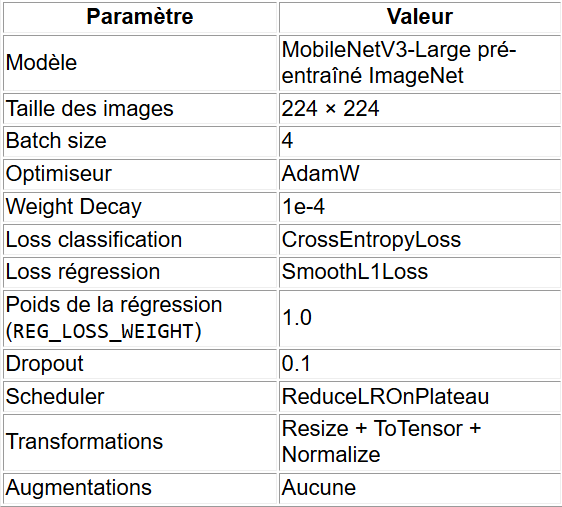 Paramètre Valeur
Modèle MobileNetV3-Large pré-
entraîné ImageNet
Taille des images 224 × 224
Batch size 4
Optimiseur AdamW
Weight Decay 1e-4
Loss classification CrossEntropyLoss
Loss régression SmoothL1Loss
Poids de la régression
(REG_LOSS_WEIGHT) 1.0
Dropout 0.1
Scheduler ReduceLROnPlateau
Transformations Resize + ToTensor +
Normalize
Augmentations Aucune